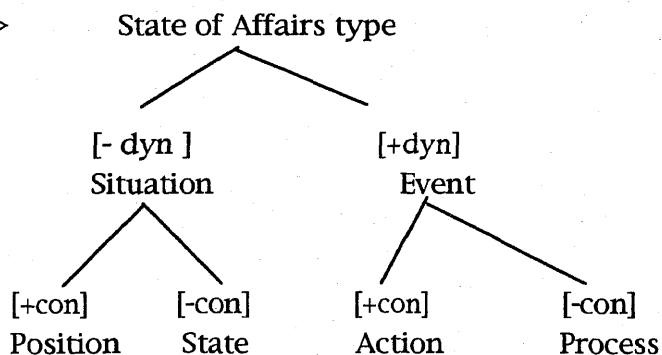 > State of Affairs type
[- dyn ] [+dyn]
Situation Event
[+con] [-con] [+con] [-con]
Position State Action Process